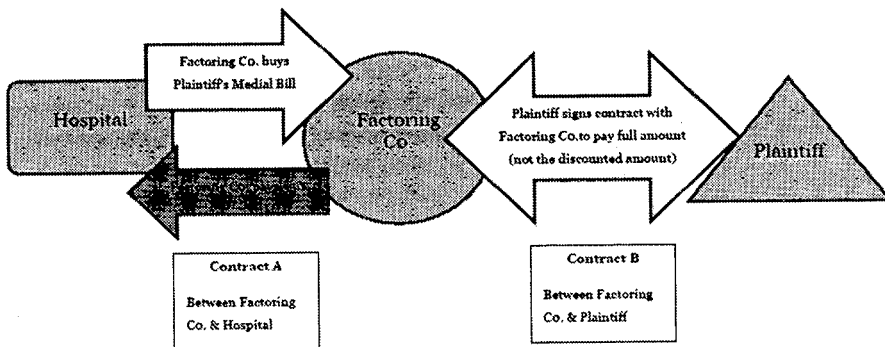 Factoring Co. buys
Plaintiff's Medial Bill
Hospital
Factoring
Co.
Plaintiff signs contract with
Factoring Co. to pay full amount
(not the discounted amount)
Plaintiff
Contract A
Between Factoring
Co. & Hospital
Contract B
Between Factoring
Co. & Plaintiff